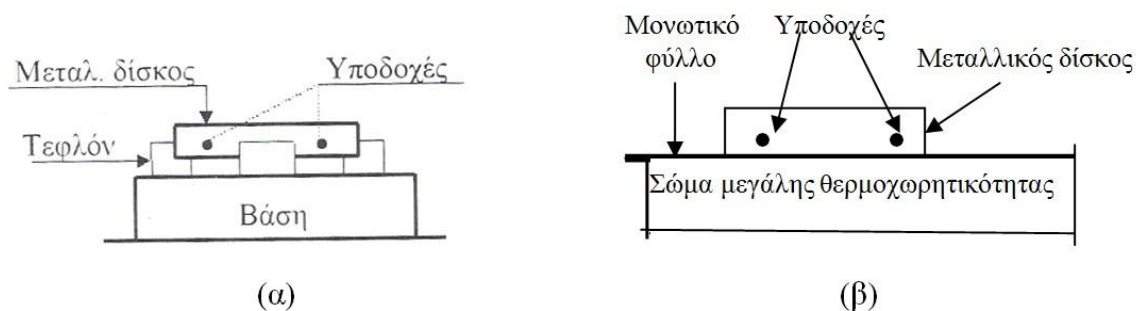 Μεταλ. δίσκος
Υποδοχές
Τεφλόν
Βάση
(α)
Μονωτικό
φύλλο
Υποδοχές
Μεταλλικός δίσκος
Σώμα μεγάλης θερμοχωρητικότητας
(β)